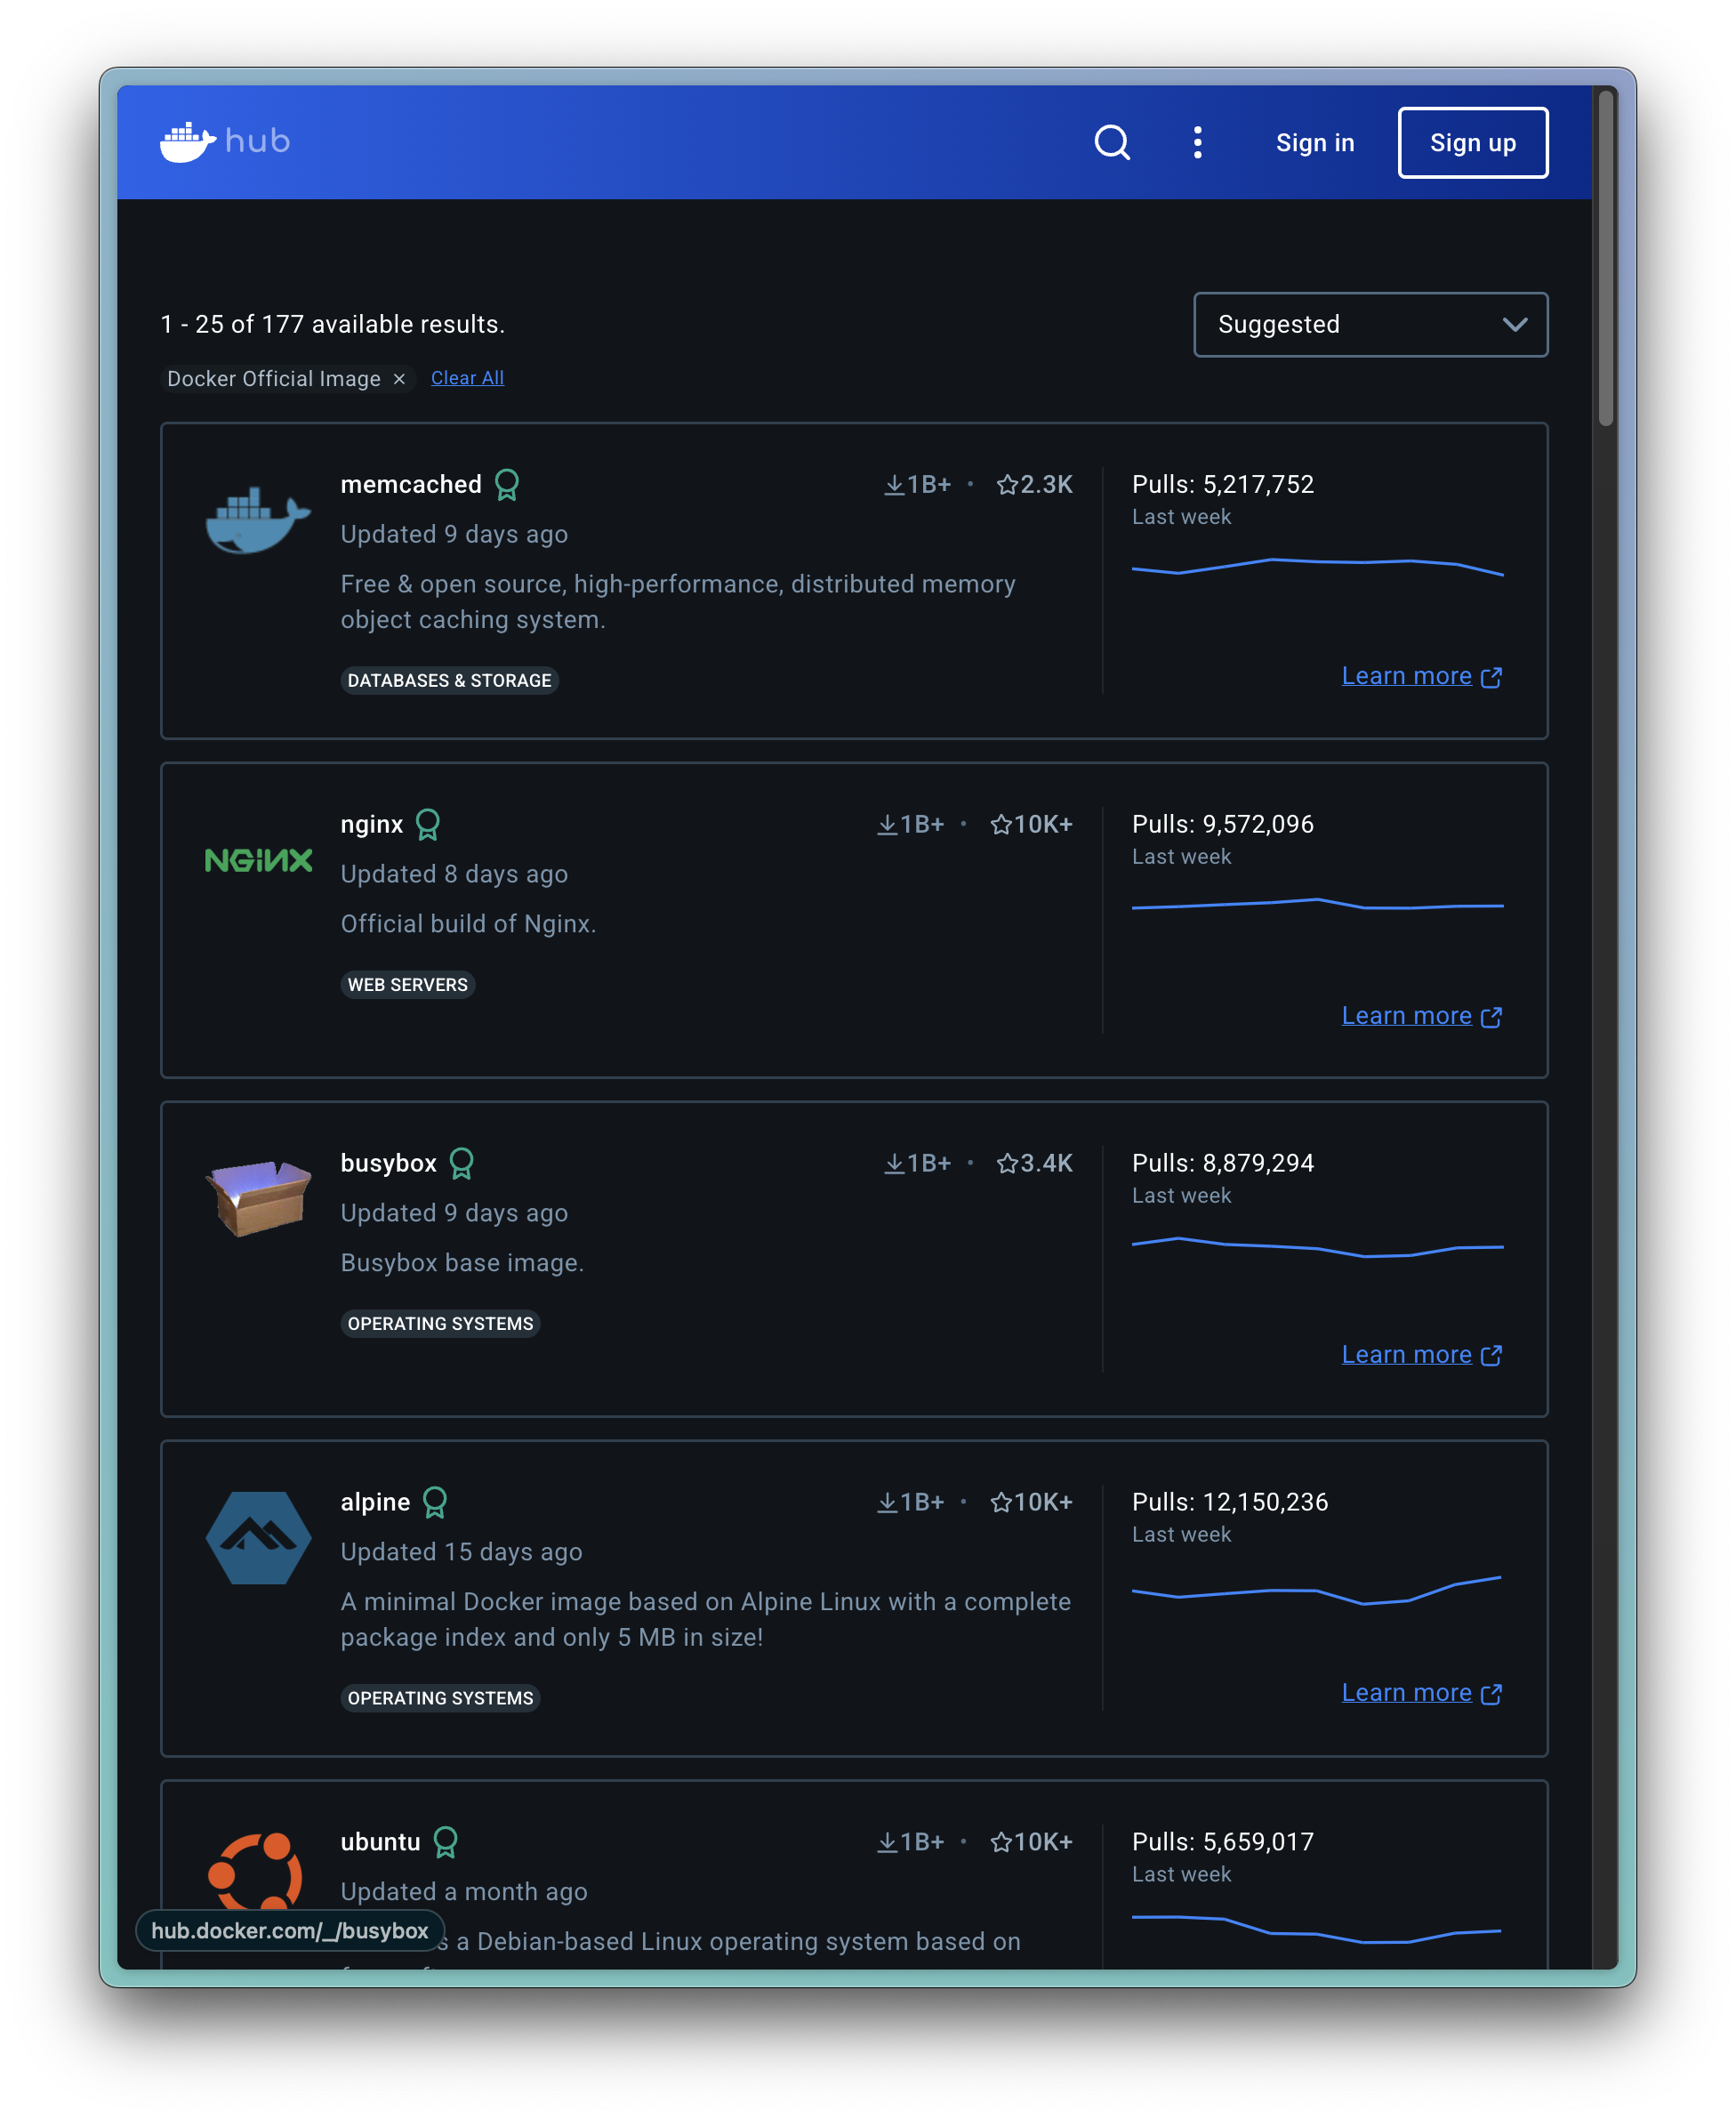 hub
Sign in
Sign up
1 - 25 of 177 available results.
Suggested
Docker Official Image ×
Clear All
memcached
1B+ • 2.3K
Updated 9 days ago
Free & open source, high-performance, distributed memory
object caching system.
DATABASES & STORAGE
Pulls: 5,217,752
Last week
Learn more
NGINX
nginx
1B+ • 10K+
Updated 8 days ago
Official build of Nginx.
WEB SERVERS
Pulls: 9,572,096
Last week
Learn more
busybox
1B+ • 3.4K
Updated 9 days ago
Busybox base image.
OPERATING SYSTEMS
Pulls: 8,879,294
Last week
Learn more
alpine
1B+ • 10K+
Updated 15 days ago
A minimal Docker image based on Alpine Linux with a complete
package index and only 5 MB in size!
OPERATING SYSTEMS
Pulls: 12,150,236
Last week
Learn more
ubuntu
1B+ • 10K+
Updated a month ago
a Debian-based Linux operating system based on
Pulls: 5,659,017
Last week
hub.docker.com/_/busybox